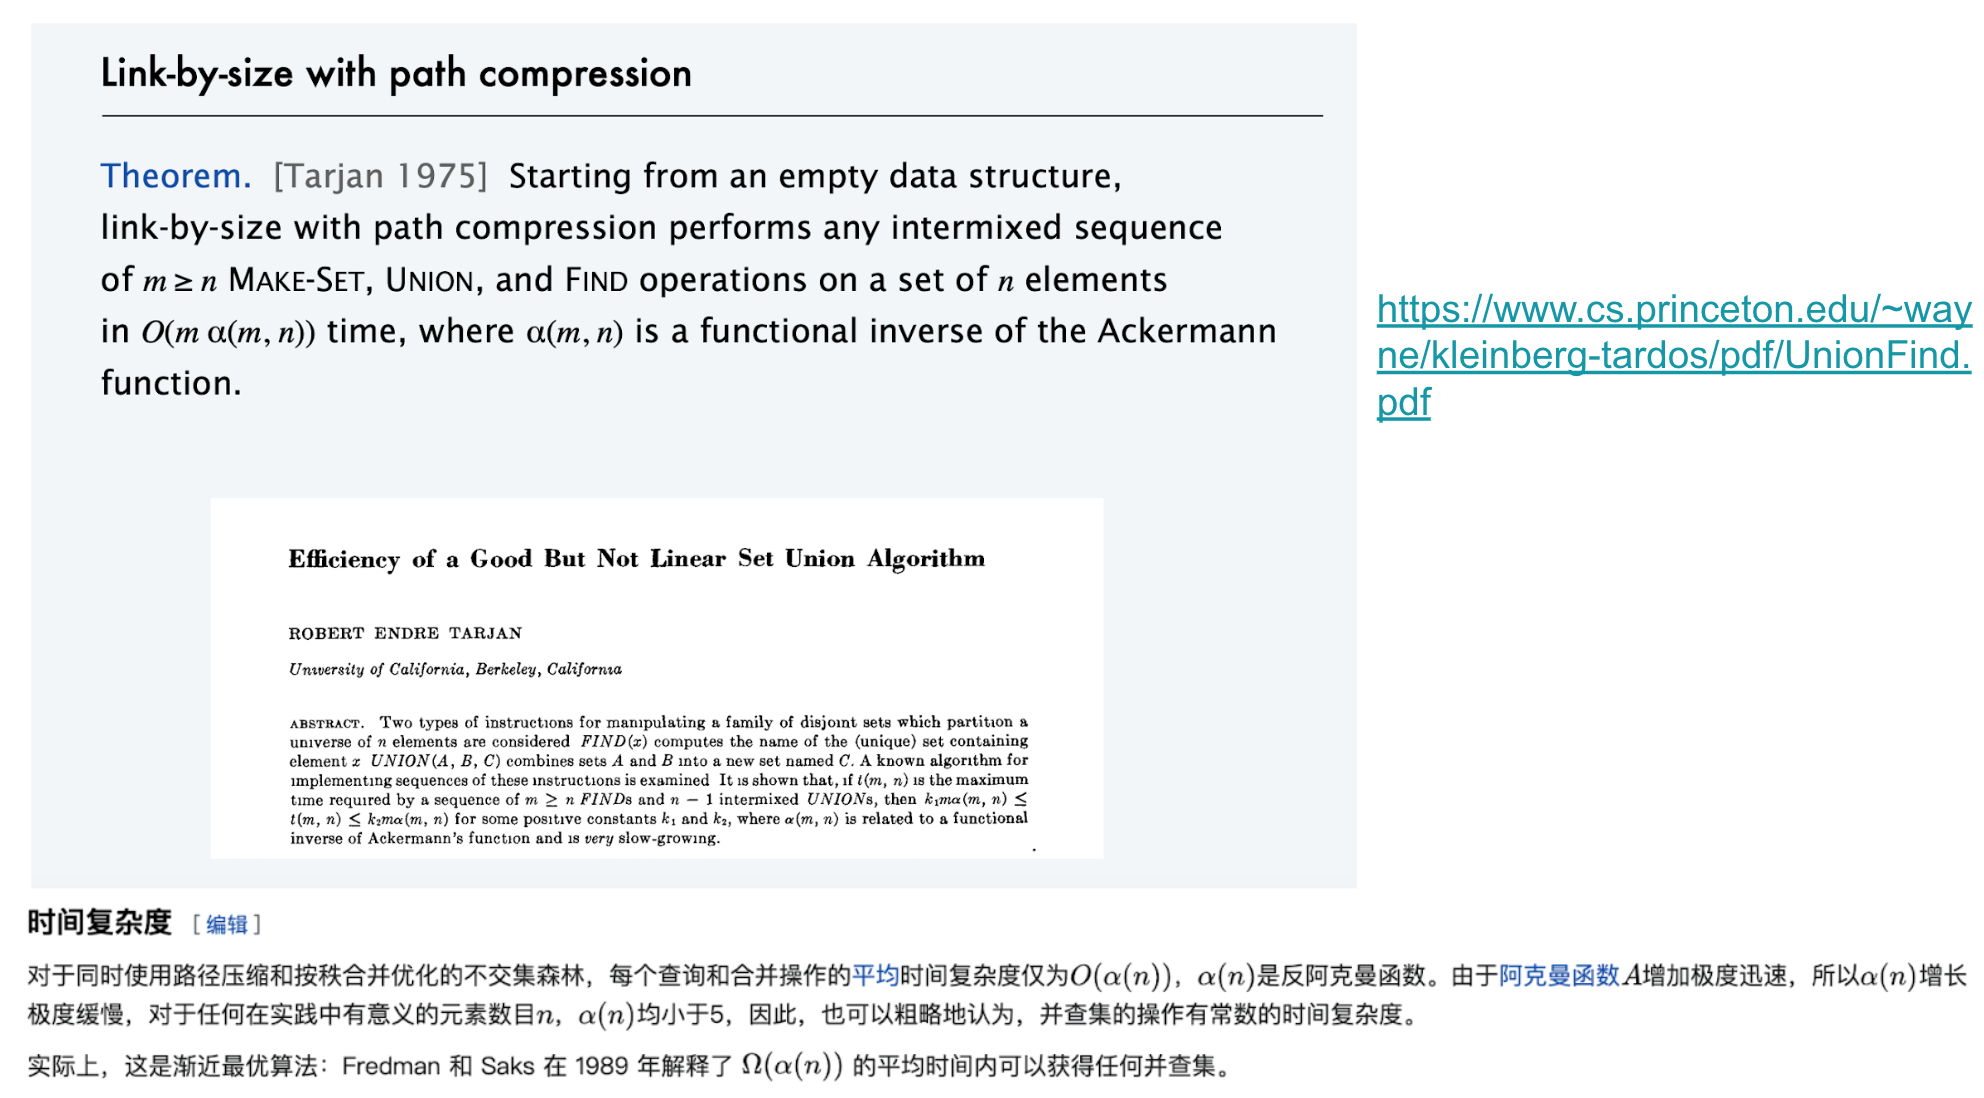 Link-by-size with path compression
Theorem. [Tarjan 1975] Starting from an empty data structure,
link-by-size with path compression performs any intermixed sequence
of m ≥ n MAKE-SET, UNION, and FIND operations on a set of n elements
in O(m α(m, n)) time, where α(m, n) is a functional inverse of the Ackermann
function.
https://www.cs.princeton.edu/~way
ne/kleinberg-tardos/pdf/UnionFind.
pdf
Efficiency of a Good But Not Linear Set Union Algorithm
ROBERT ENDRE TARJAN
University of California, Berkeley, California
ABSTRACT. Two types of instructions for manipulating a family of disjoint sets which partition a
universe of n elements are considered FIND(x) computes the name of the (unique) set containing
element x UNION(A, B, C) combines sets A and B into a new set named C. A known algorithm for
implementing sequences of these instructions is examined It is shown that, if t(m, n) is the maximum
time required by a sequence of m ≥ n FINDs and n − 1 intermixed UNIONs, then k₁mα(m, n) ≤
t(m, n) ≤ k₂mα(m, n) for some positive constants k₁ and k₂, where α(m, n) is related to a functional
inverse of Ackermann's function and is very slow-growing.
时间复杂度 [编辑]
对于同时使用路径压缩和按秩合并优化的不交集森林，每个查询和合并操作的平均时间复杂度仅为O(α(n))，α(n)是反阿克曼函数。由于阿克曼函数A增加极度迅速，所以α(n)增长
极度缓慢，对于任何在实践中有意义的元素数目n，α(n)均小于5，因此，也可以粗略地认为，并查集的操作有常数的时间复杂度。
实际上，这是渐近最优算法：Fredman 和 Saks 在 1989 年解释了 Ω(α(n)) 的平均时间内可以获得任何并查集。